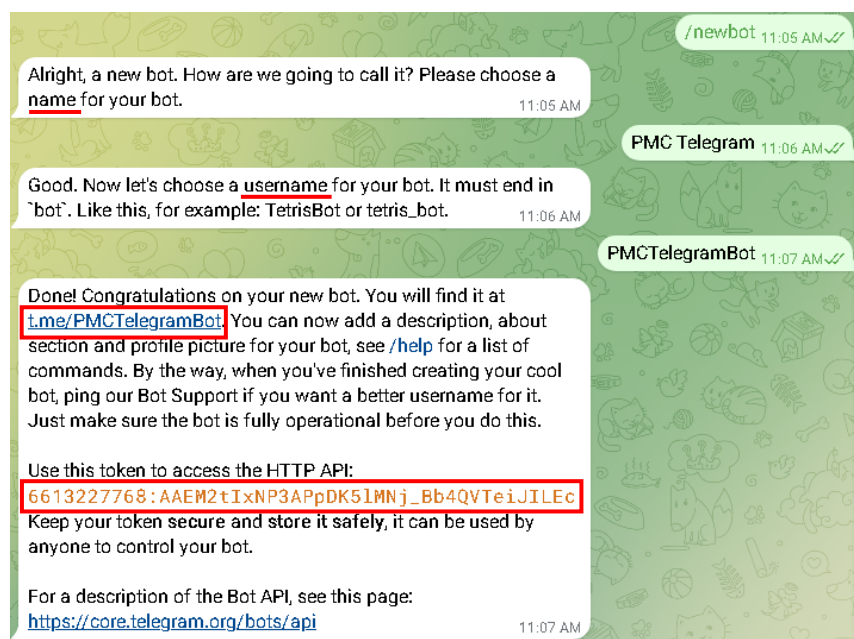 /newbot 11:05 AM
Alright, a new bot. How are we going to call it? Please choose a
name for your bot.
11:05 AM
PMC Telegram 11:06 AM
Good. Now let's choose a username for your bot. It must end in
`bot`. Like this, for example: TetrisBot or tetris_bot.
11:06 AM
PMCTelegramBot 11:07 AM
Done! Congratulations on your new bot. You will find it at
t.me/PMCTelegramBot. You can now add a description, about
section and profile picture for your bot, see /help for a list of
commands. By the way, when you've finished creating your cool
bot, ping our Bot Support if you want a better username for it.
Just make sure the bot is fully operational before you do this.
Use this token to access the HTTP API:
6613227768:AAEM2tIxNP3APpDK5lMNj_Bb4QVTeiJILEc
Keep your token secure and store it safely, it can be used by
anyone to control your bot.
For a description of the Bot API, see this page:
https://core.telegram.org/bots/api
11:07 AM